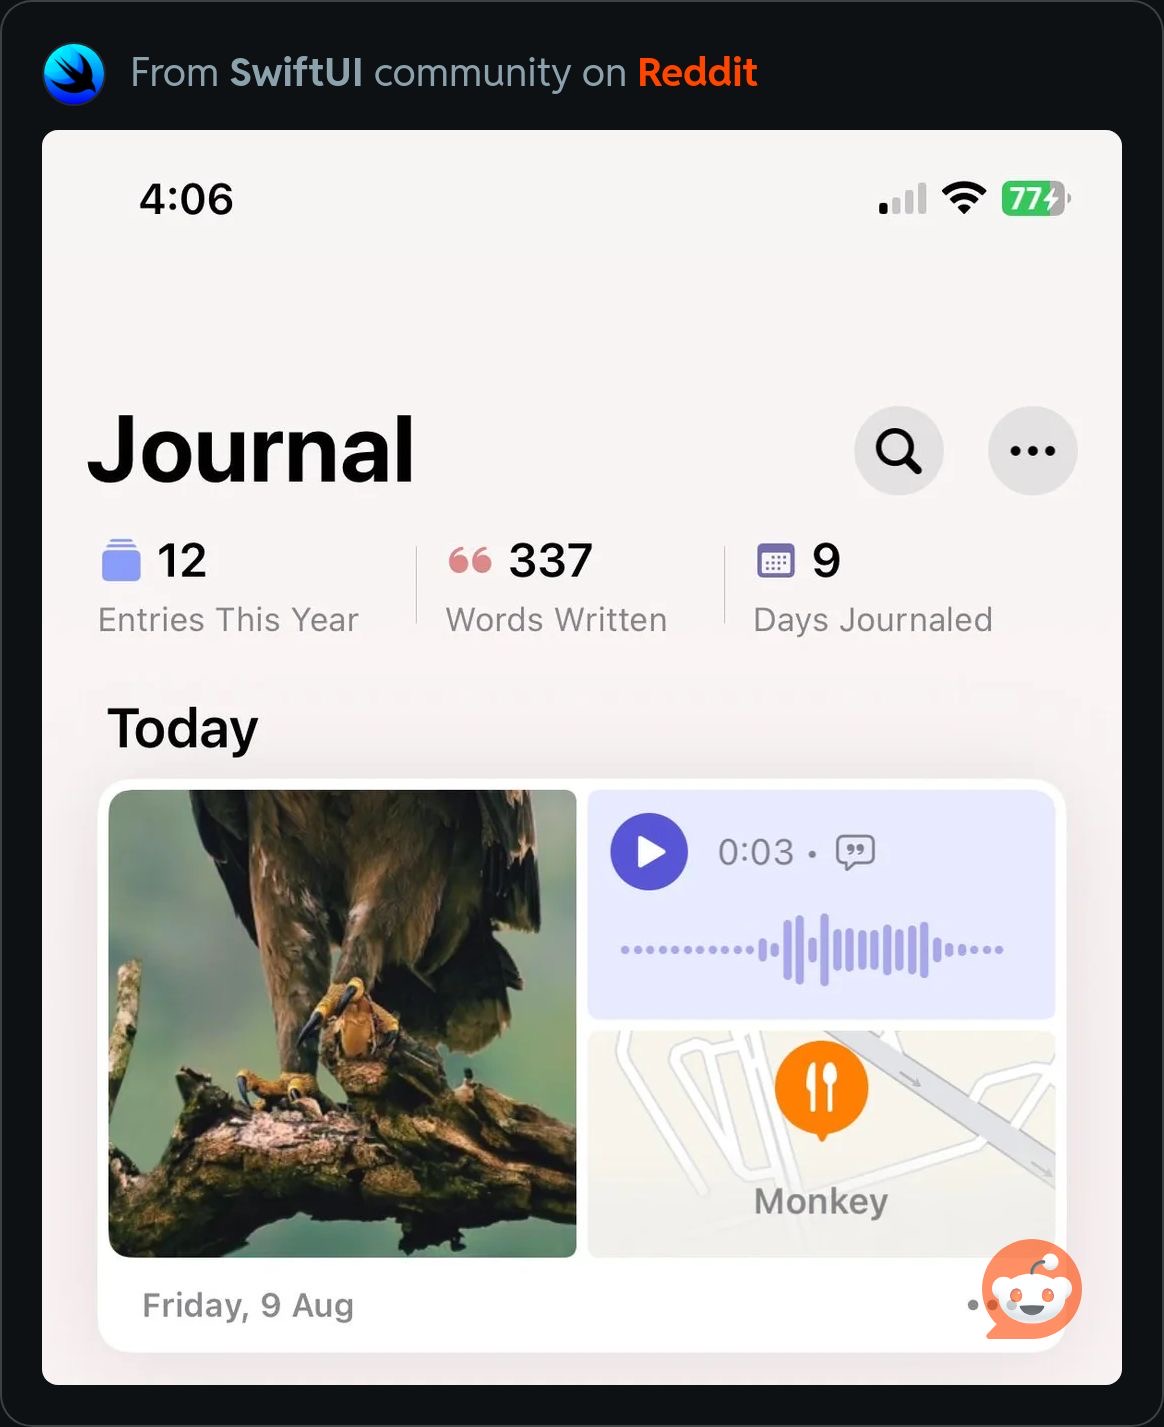 From SwiftUI community on Reddit
4:06
77
Journal
12
Entries This Year
337
Words Written
9
Days Journaled
Today
0:03 •
Monkey
Friday, 9 Aug